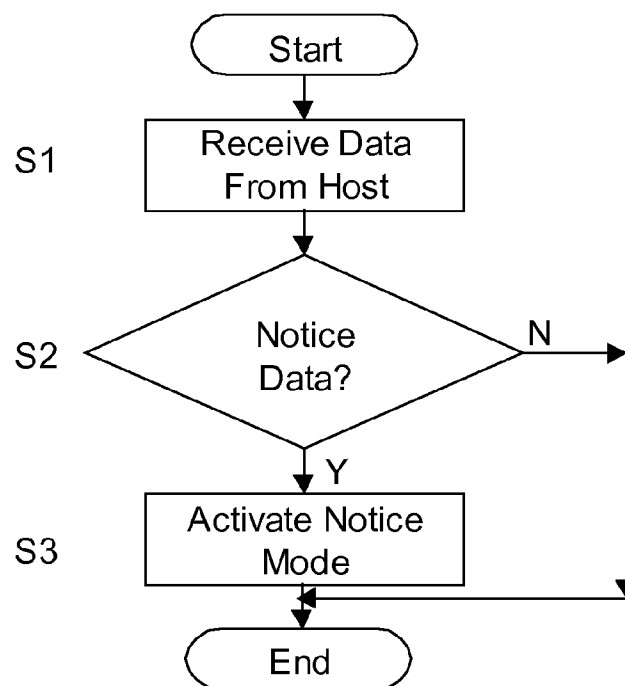 Start
S1
Receive Data
From Host
S2
Notice
Data?
N
Y
S3
Activate Notice
Mode
End